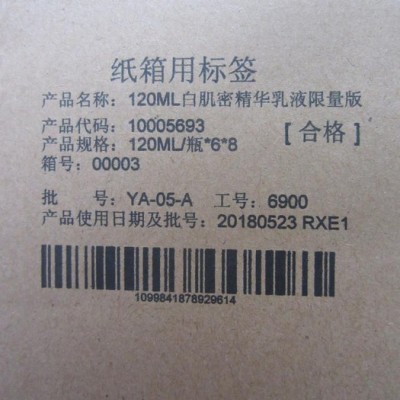 纸箱用标签
产品名称：120ML白肌密精华乳液限量版
产品代码：10005693
[ 合格 ]
产品规格：120ML/瓶*6*8
箱号：00003
批　　号：YA-05-A　工号：6900
产品使用日期及批号：20180523 RXE1
1099841878929614